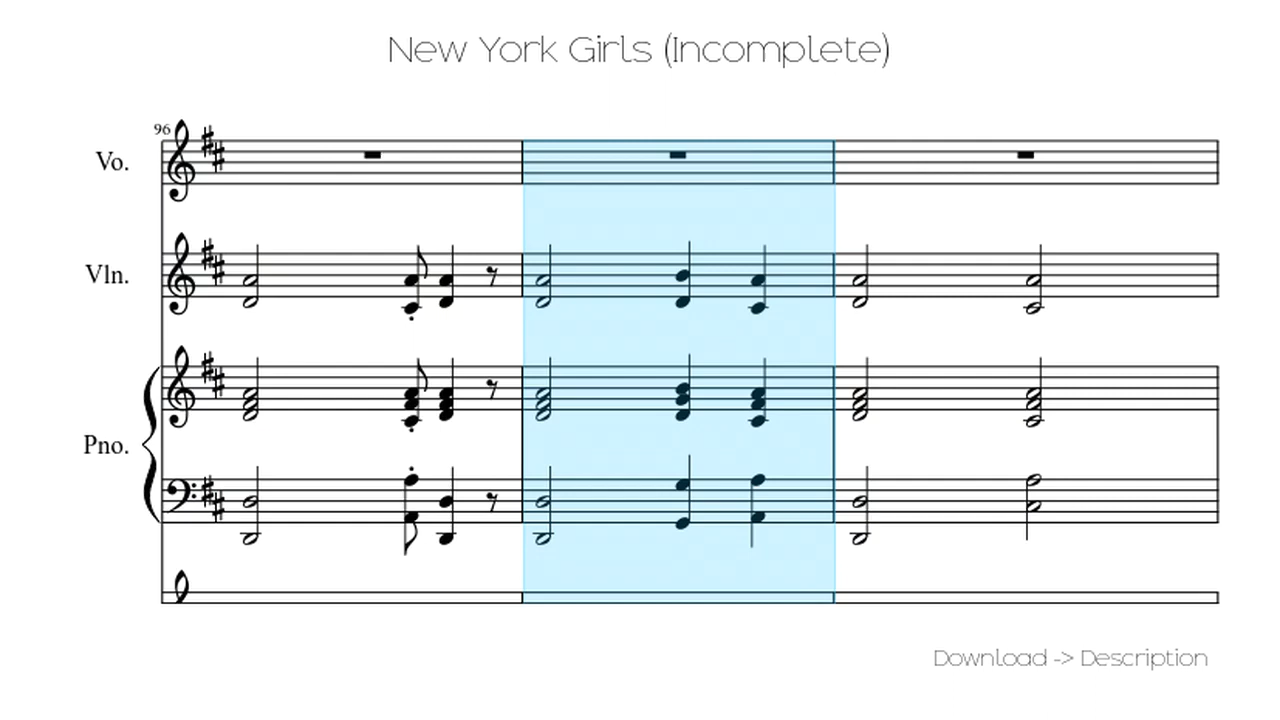 New York Girls (Incomplete)
96
Vo.
Vln.
Pno.
Download -> Description